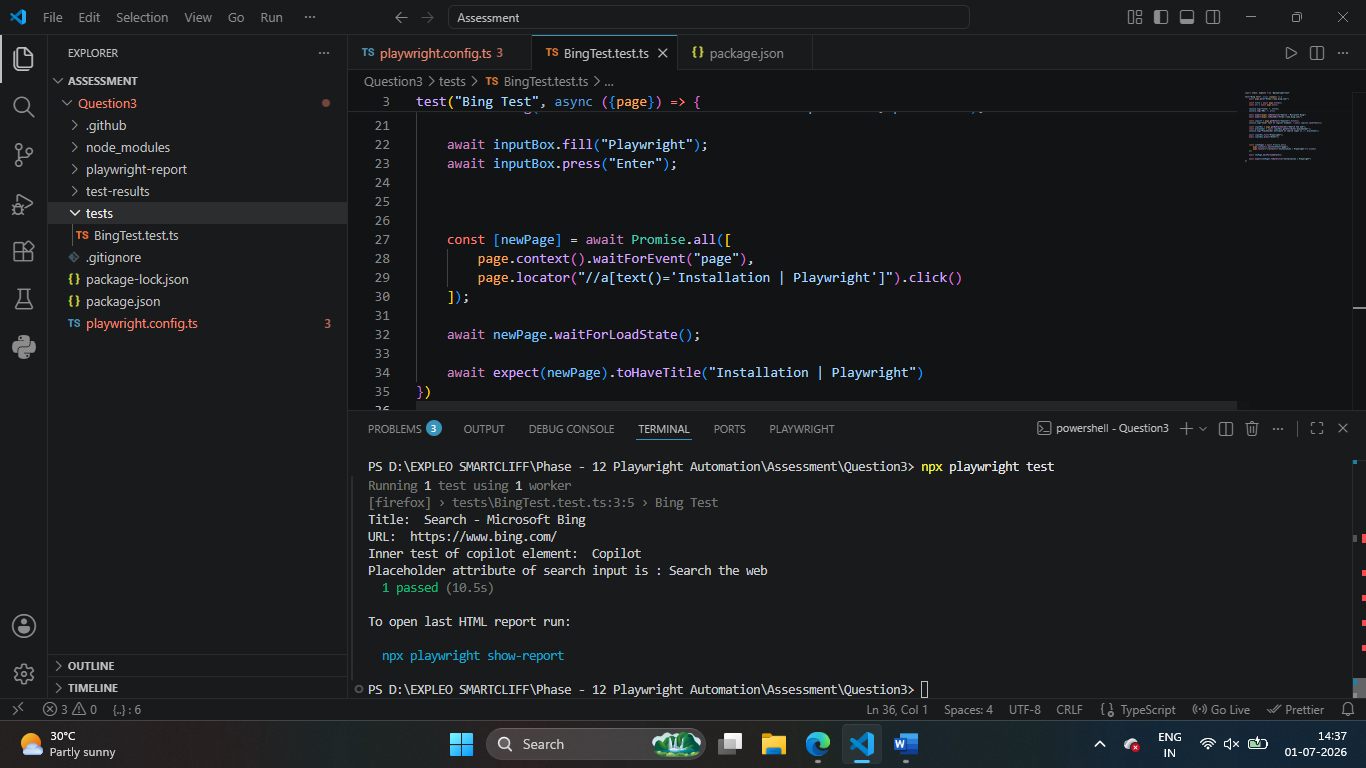 File Edit Selection View Go Run ··· Assessment
EXPLORER ···
ASSESSMENT
Question3
.github
node_modules
playwright-report
test-results
tests
TS BingTest.test.ts
.gitignore
{} package-lock.json
{} package.json
TS playwright.config.ts 3
OUTLINE
TIMELINE
TS playwright.config.ts 3 TS BingTest.test.ts {} package.json
Question3 > tests > TS BingTest.test.ts > ...
3 test("Bing Test", async ({page}) => {
21
22 await inputBox.fill("Playwright");
23 await inputBox.press("Enter");
24
25
26
27 const [newPage] = await Promise.all([
28 page.context().waitForEvent("page"),
29 page.locator("//a[text()='Installation | Playwright']").click()
30 ]);
31
32 await newPage.waitForLoadState();
33
34 await expect(newPage).toHaveTitle("Installation | Playwright")
35 })
36
PROBLEMS 3 OUTPUT DEBUG CONSOLE TERMINAL PORTS PLAYWRIGHT powershell - Question3
PS D:\EXPLEO SMARTCLIFF\Phase - 12 Playwright Automation\Assessment\Question3> npx playwright test
Running 1 test using 1 worker
[firefox] › tests\BingTest.test.ts:3:5 › Bing Test
Title: Search - Microsoft Bing
URL: https://www.bing.com/
Inner test of copilot element: Copilot
Placeholder attribute of search input is : Search the web
1 passed (10.5s)
To open last HTML report run:
npx playwright show-report
PS D:\EXPLEO SMARTCLIFF\Phase - 12 Playwright Automation\Assessment\Question3>
3 0 {..} : 6 Ln 36, Col 1 Spaces: 4 UTF-8 CRLF {} TypeScript Go Live Prettier
30°C
Partly sunny
Search
ENG
IN
14:37
01-07-2026